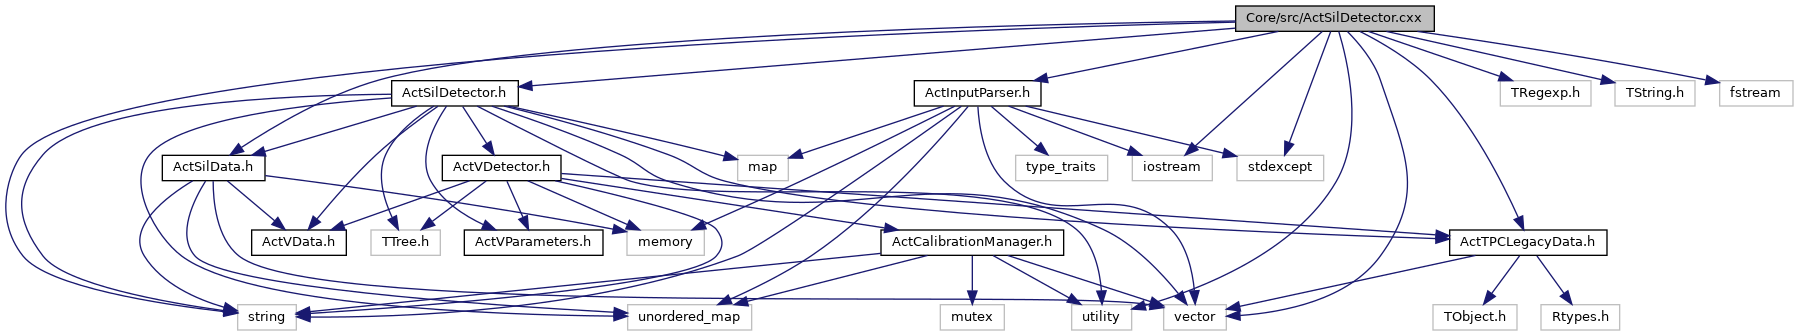 Core/src/ActSilDetector.cxx
ActSilDetector.h
ActInputParser.h
TRegexp.h
TString.h
fstream
ActSilData.h
ActVDetector.h
map
type_traits
iostream
stdexcept
ActVData.h
TTree.h
ActVParameters.h
memory
ActCalibrationManager.h
ActTPCLegacyData.h
string
unordered_map
mutex
utility
vector
TObject.h
Rtypes.h